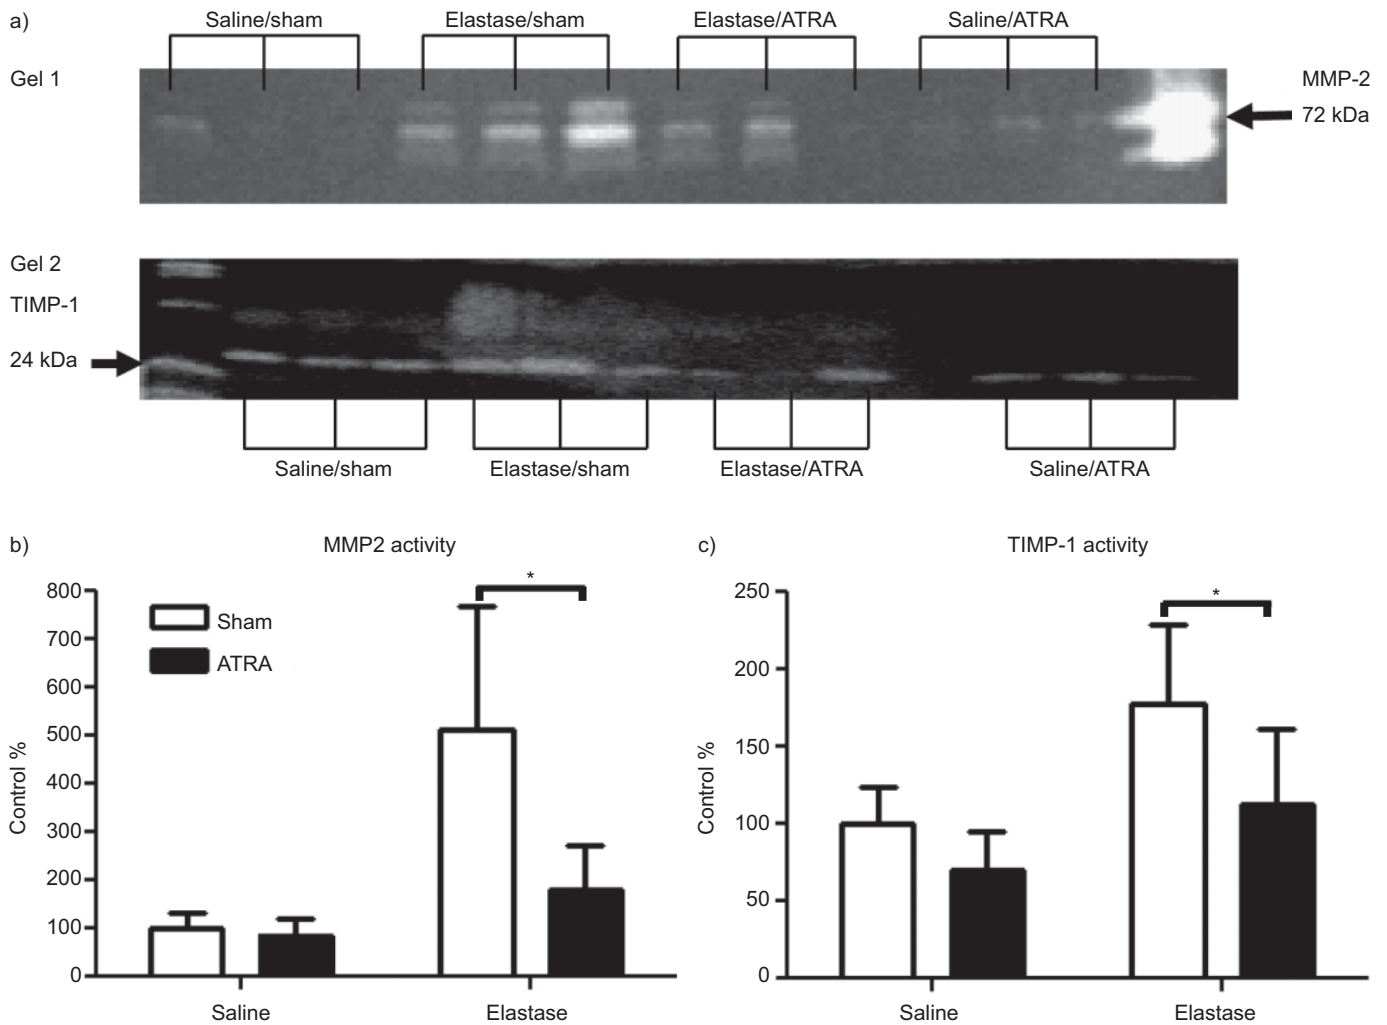 a)
Saline/sham Elastase/sham Elastase/ATRA Saline/ATRA
Gel 1
MMP-2
72 kDa
Gel 2
TIMP-1
24 kDa
Saline/sham Elastase/sham Elastase/ATRA Saline/ATRA
b) MMP2 activity
Control %
800
700
600
500
400
300
200
100
0
*
Sham
ATRA
Saline Elastase
c) TIMP-1 activity
Control %
250
200
150
100
50
0
*
Saline Elastase